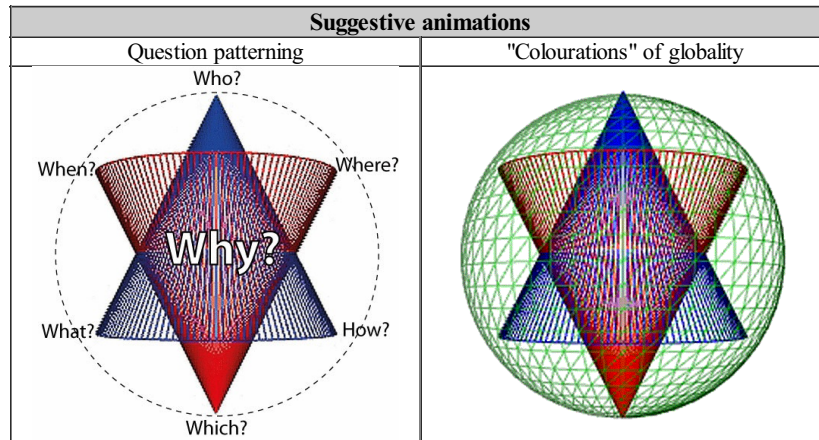 Suggestive animations
Question patterning
"Colourations" of globality
Who?
When?
Where?
Why?
What?
How?
Which?